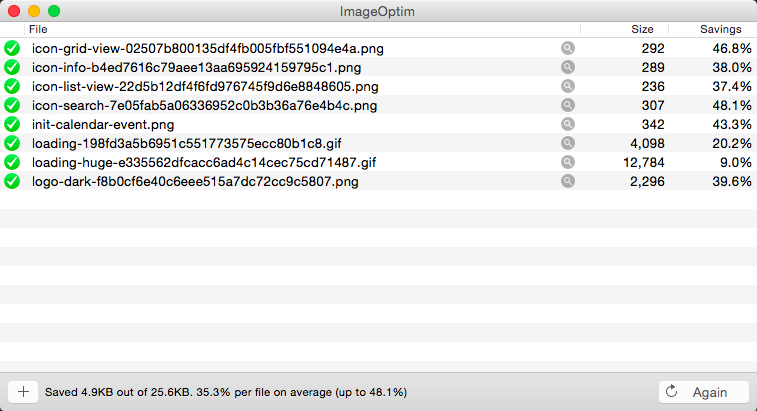 ImageOptim
File Size Savings
icon-grid-view-02507b800135df4fb005fbf551094e4a.png 292 46.8%
icon-info-b4ed7616c79aee13aa695924159795c1.png 289 38.0%
icon-list-view-22d5b12df4f6fd976745f9d6e8848605.png 236 37.4%
icon-search-7e05fab5a06336952c0b3b36a76e4b4c.png 307 48.1%
init-calendar-event.png 342 43.3%
loading-198fd3a5b6951c551773575ecc80b1c8.gif 4,098 20.2%
loading-huge-e335562dfcacc6ad4c14cec75cd71487.gif 12,784 9.0%
logo-dark-f8b0cf6e40c6eee515a7dc72cc9c5807.png 2,296 39.6%
Saved 4.9KB out of 25.6KB. 35.3% per file on average (up to 48.1%) Again